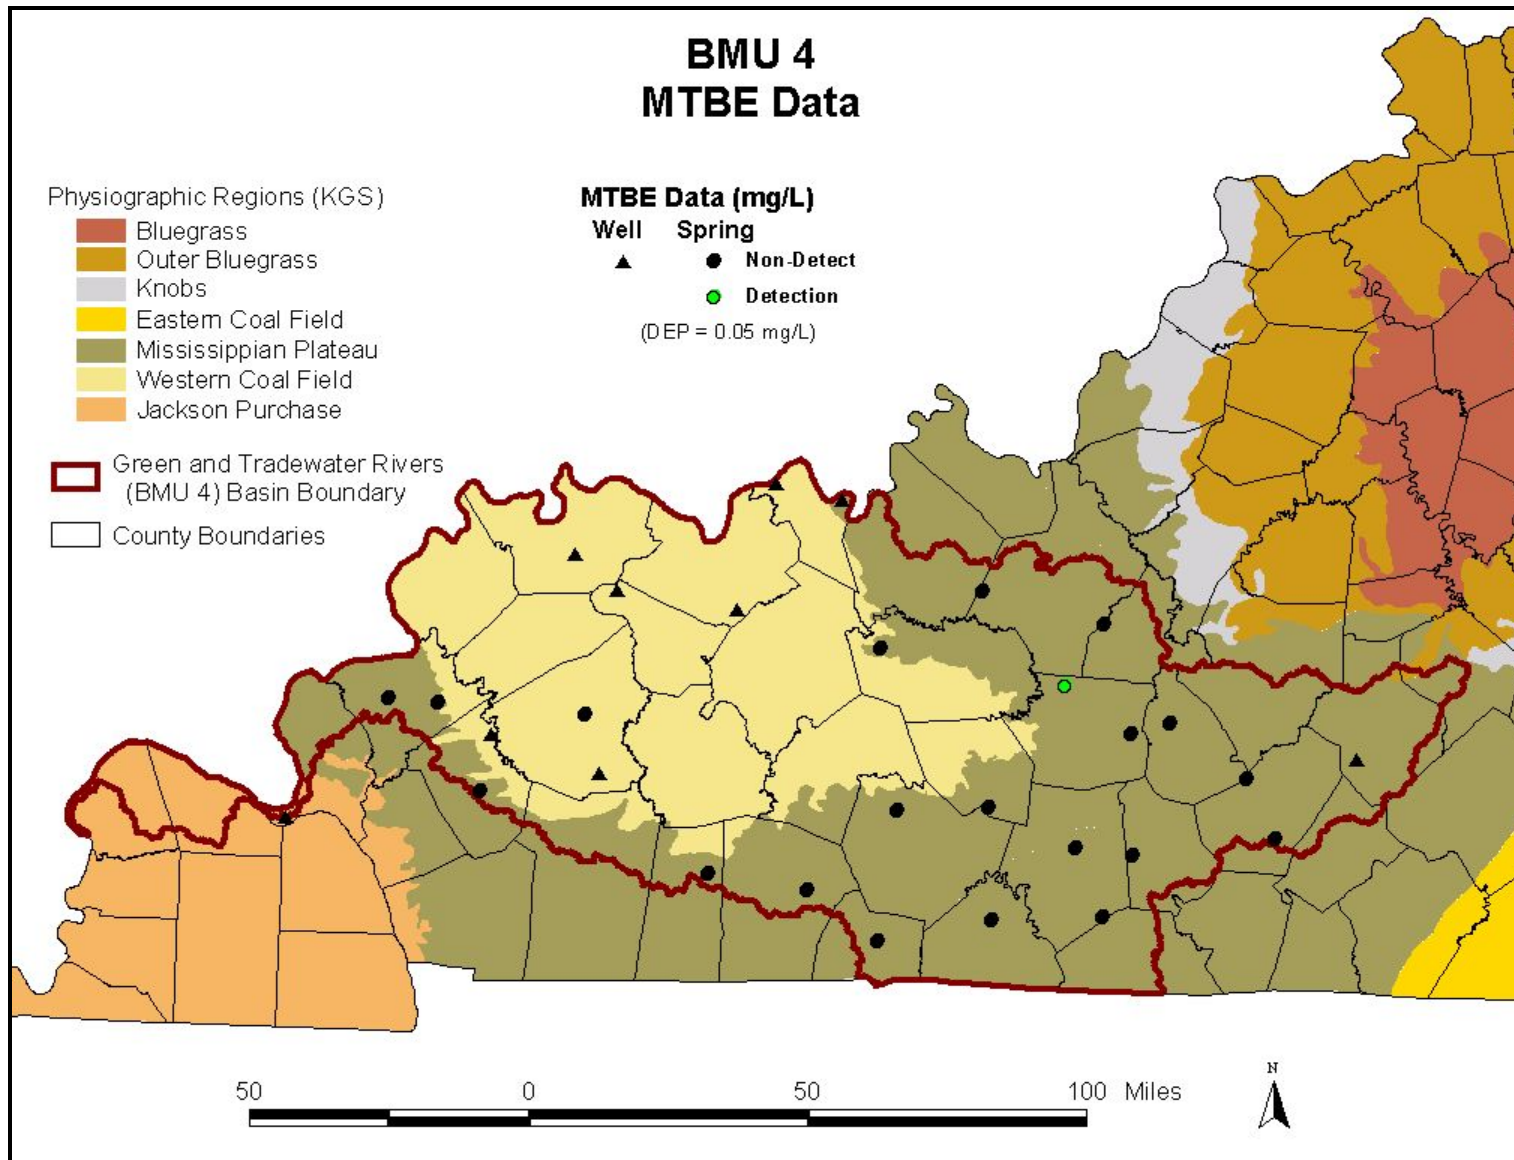 BMU 4
MTBE Data
Physiographic Regions (KGS)
Bluegrass
Outer Bluegrass
Knobs
Eastern Coal Field
Mississippian Plateau
Western Coal Field
Jackson Purchase
Green and Tradewater Rivers
(BMU 4) Basin Boundary
County Boundaries
MTBE Data (mg/L)
Well Spring
Non-Detect
Detection
(DEP = 0.05 mg/L)
50 0 50 100 Miles
N